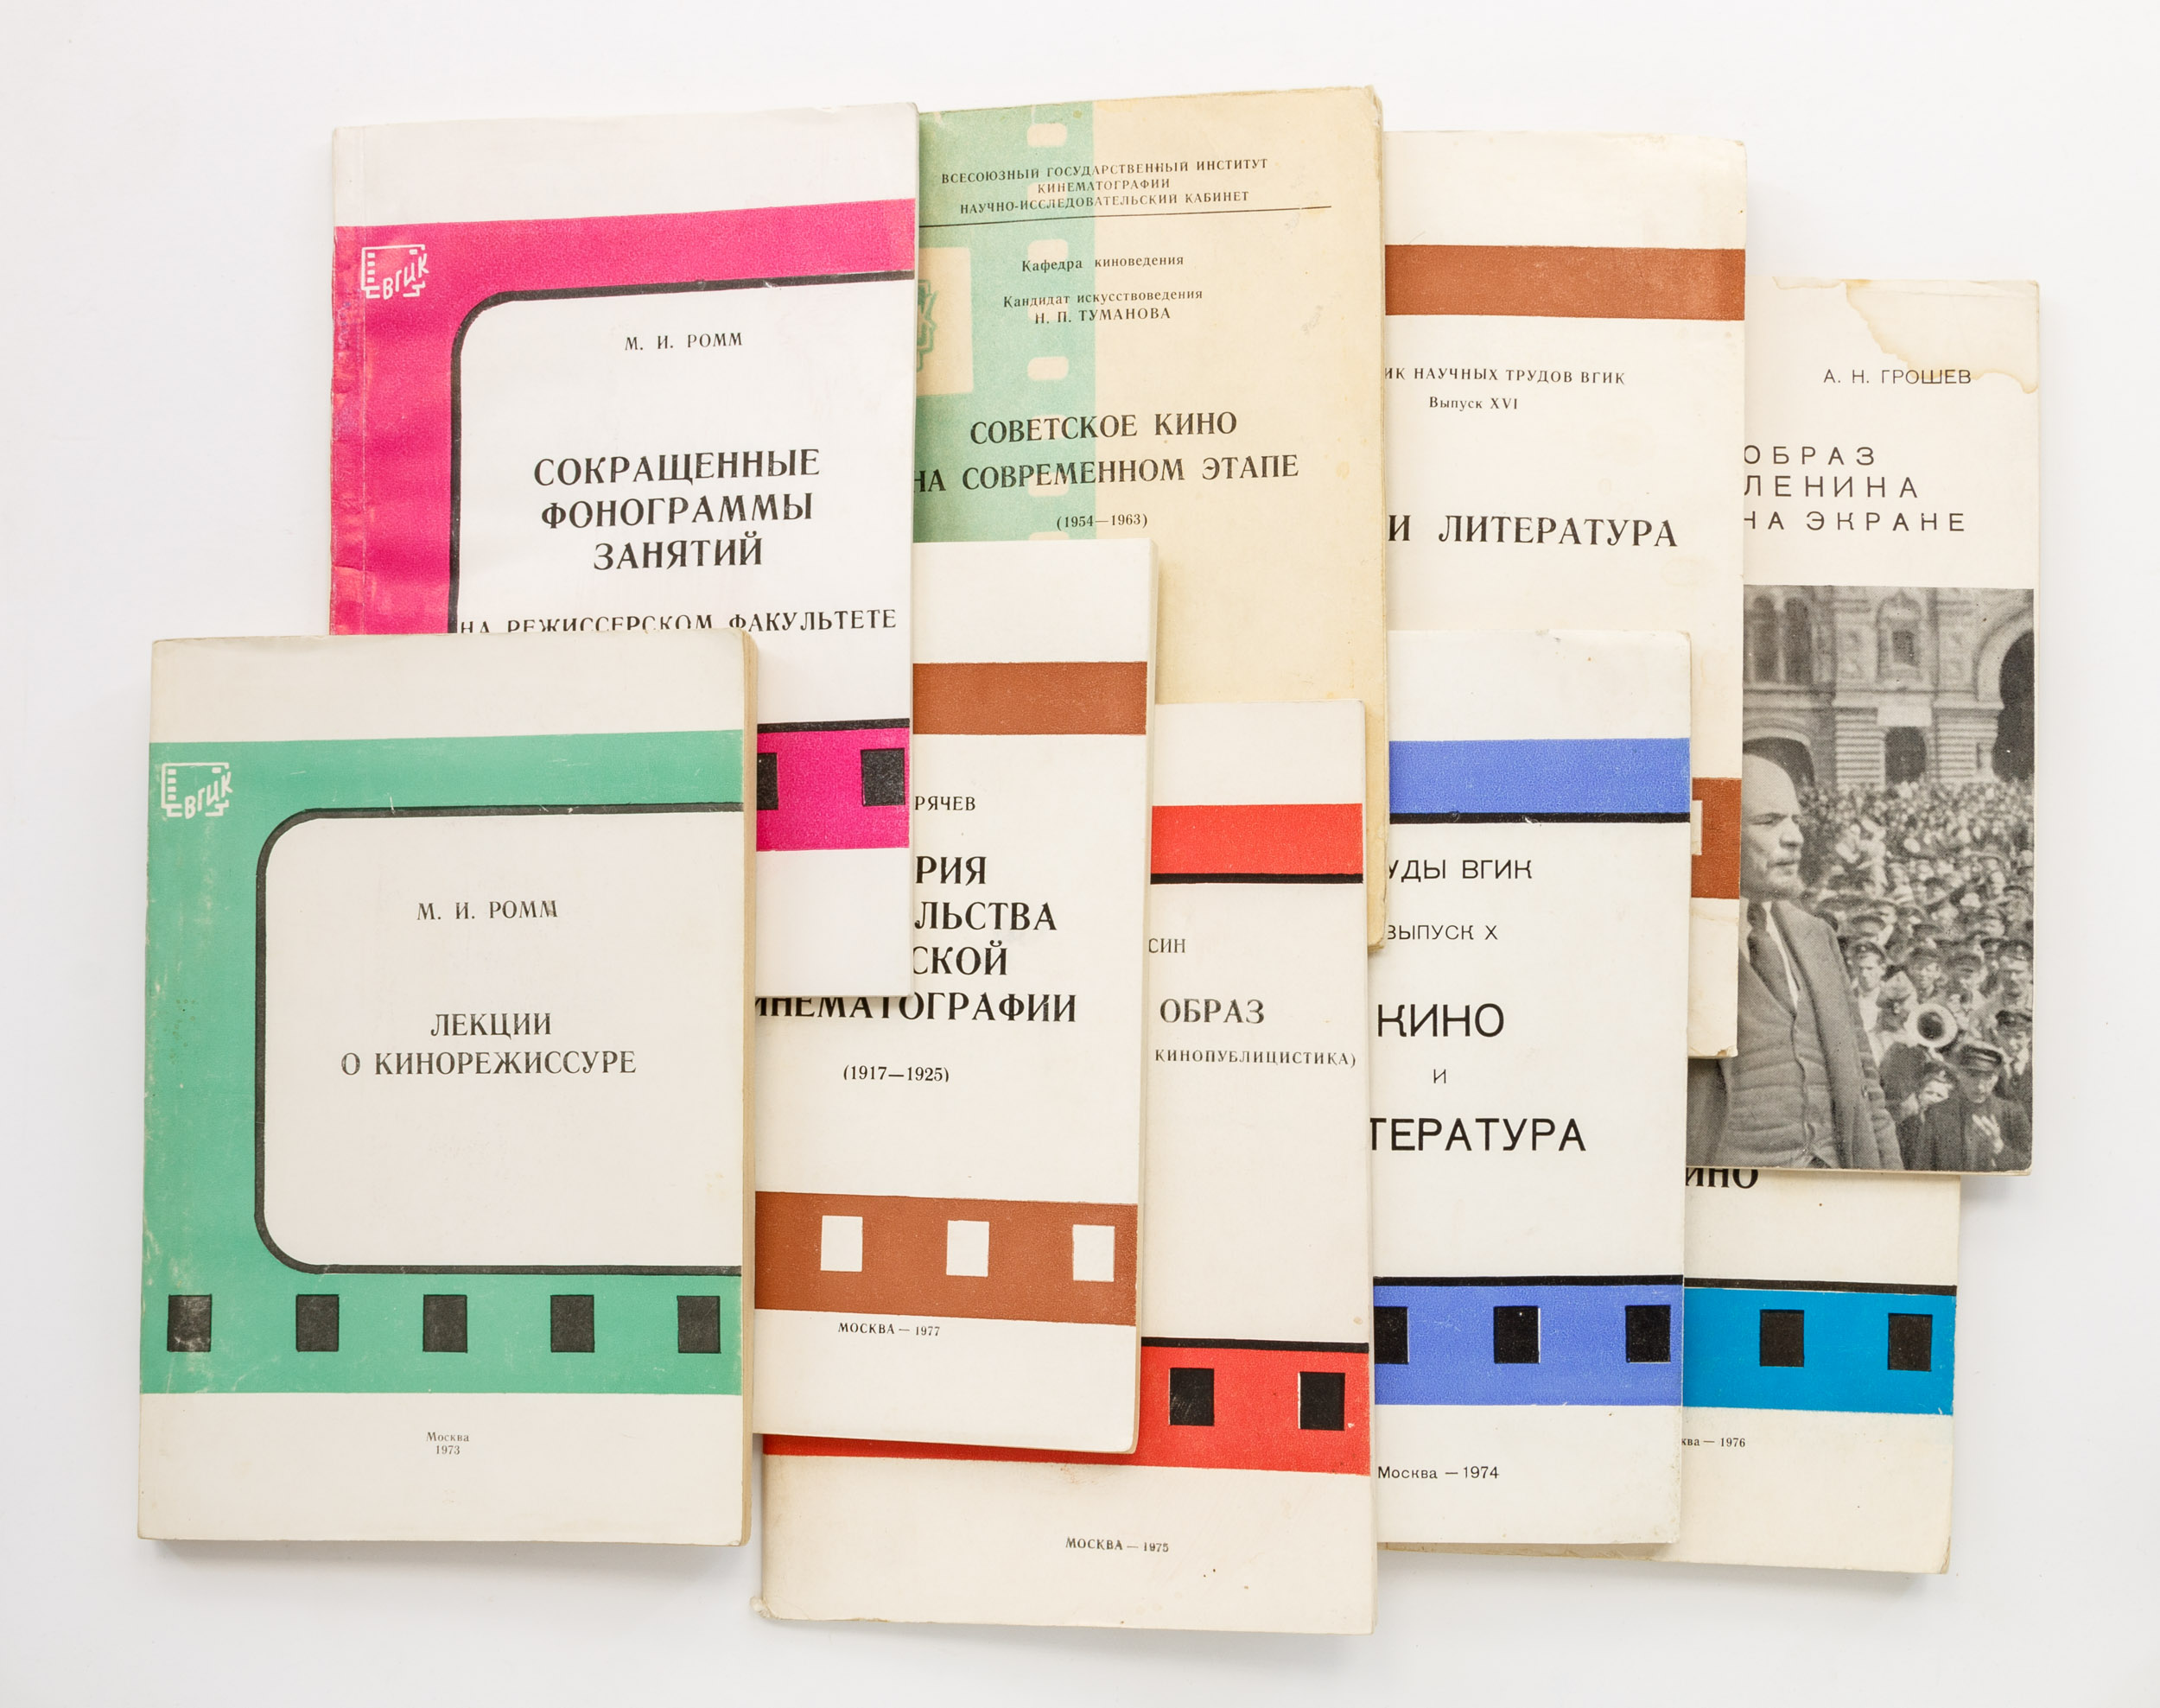 ВГИК
М. И. РОММ
СОКРАЩЕННЫЕ
ФОНОГРАММЫ
ЗАНЯТИЙ
НА РЕЖИССЕРСКОМ ФАКУЛЬТЕТЕ
ВСЕСОЮЗНЫЙ ГОСУДАРСТВЕННЫЙ ИНСТИТУТ
КИНЕМАТОГРАФИИ
НАУЧНО-ИССЛЕДОВАТЕЛЬСКИЙ КАБИНЕТ
Кафедра киноведения
Кандидат искусствоведения
Н. П. ТУМАНОВА
СОВЕТСКОЕ КИНО
НА СОВРЕМЕННОМ ЭТАПЕ
(1954—1963)
ИК НАУЧНЫХ ТРУДОВ ВГИК
Выпуск XVI
И ЛИТЕРАТУРА
А. Н. ГРОШЕВ
ОБРАЗ
ЛЕНИНА
НА ЭКРАНЕ
ВГИК
М. И. РОММ
ЛЕКЦИИ
О КИНОРЕЖИССУРЕ
Москва
1973
РЯЧЕВ
РИЯ
ЛЬСТВА
СКОЙ
ИНЕМАТОГРАФИИ
(1917—1925)
МОСКВА — 1977
СИН
ОБРАЗ
КИНОПУБЛИЦИСТИКА)
МОСКВА — 1975
УДЫ ВГИК
ВЫПУСК X
КИНО
И
ТЕРАТУРА
Москва — 1974
ИНО
ква — 1976